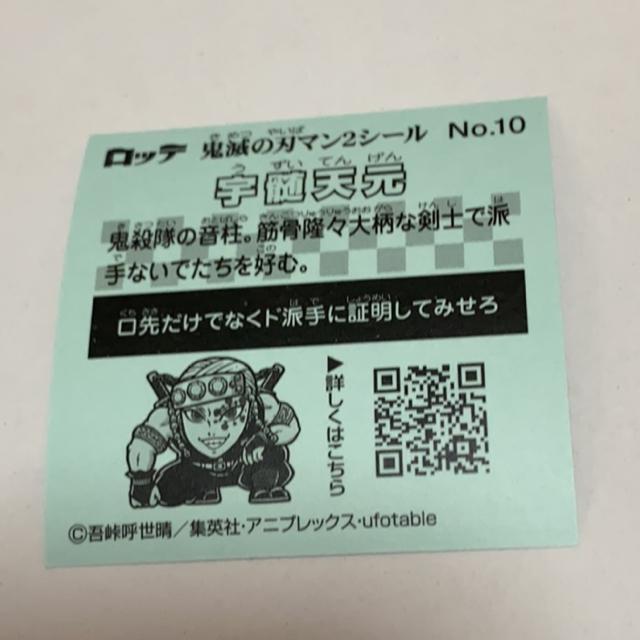 ロッテ 鬼滅の刃マン2シール No.10
宇髄天元
鬼殺隊の音柱。筋骨隆々大柄な剣士で派
手ないでたちを好む。
口先だけでなくド派手に証明してみせろ
▶詳しくはこちら
©吾峠呼世晴/集英社・アニプレックス・ufotable